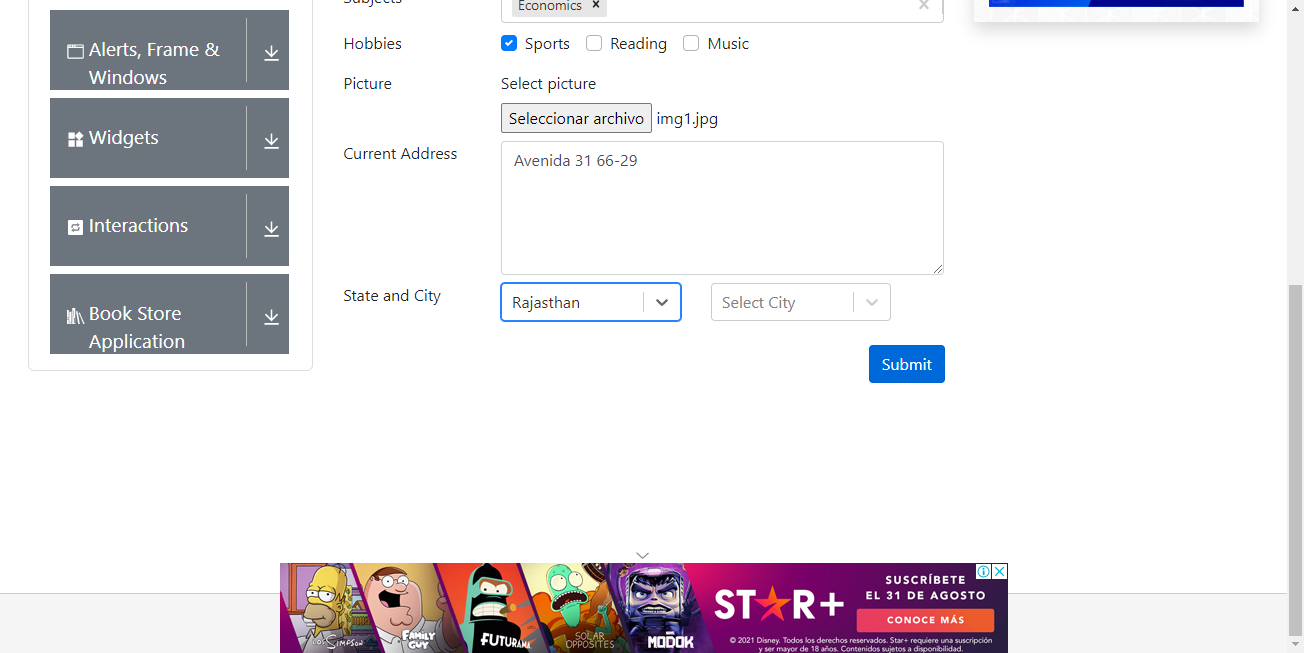 Subjects
Economics ×
×
Alerts, Frame &
Windows
Widgets
Interactions
Book Store
Application
Hobbies
Sports Reading Music
Picture
Select picture
Seleccionar archivo img1.jpg
Current Address
Avenida 31 66-29
State and City
Rajasthan
Select City
Submit
LOS SIMPSON
FAMILY
GUY
FUTURAMA
SOLAR
OPPOSITES
MODOK
STAR+
SUSCRÍBETE
EL 31 DE AGOSTO
CONOCE MÁS
© 2021 Disney. Todos los derechos reservados. Star+ requiere una suscripción
y ser mayor de 18 años. Contenidos sujetos a disponibilidad.